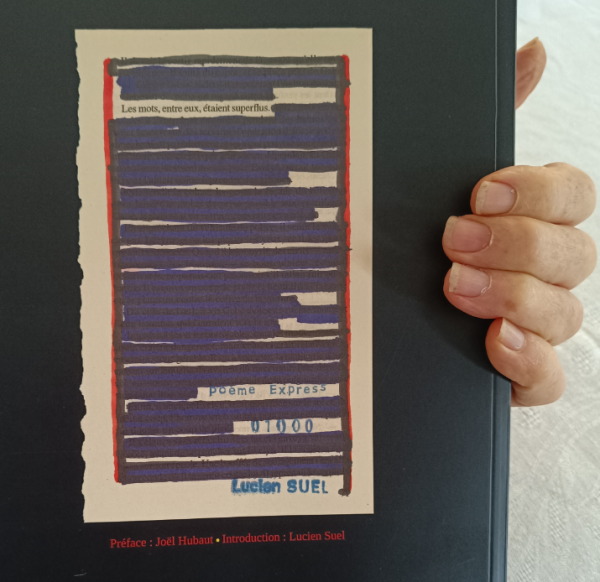 Les mots, entre eux, étaient superflus.
poème Express
01000
Lucien SUEL
Préface : Joël Hubaut • Introduction : Lucien Suel